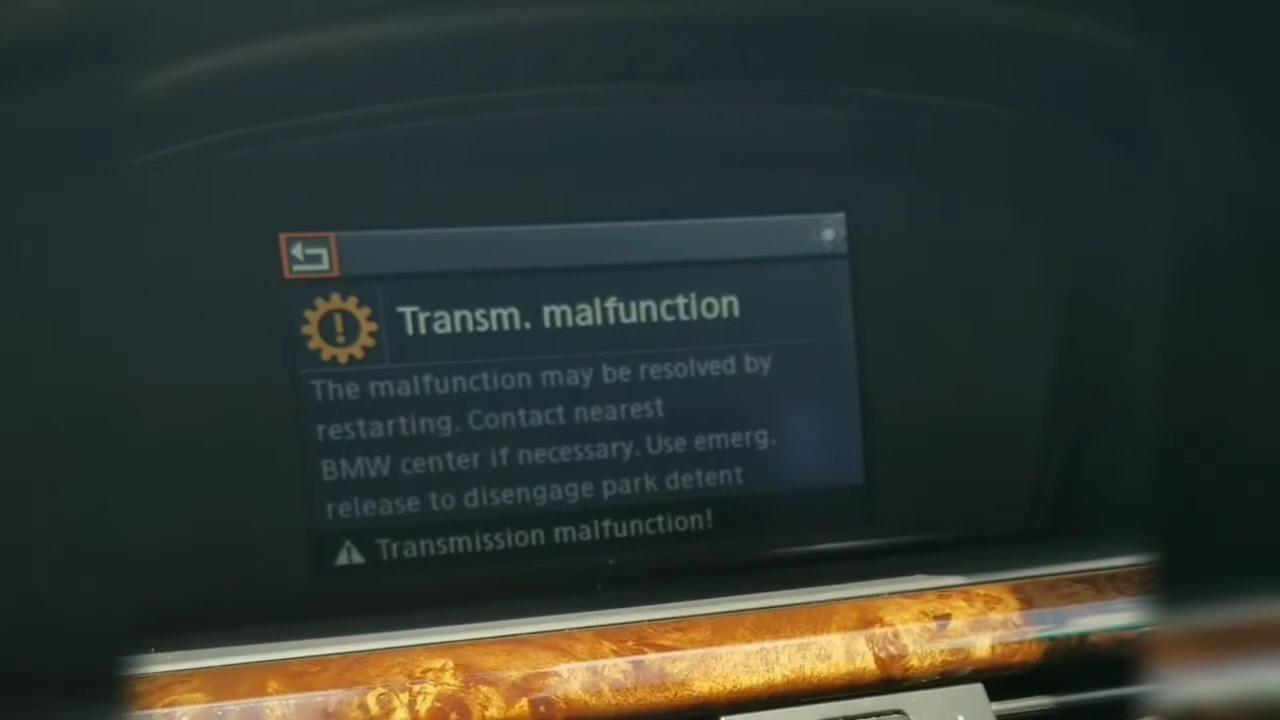 Transm. malfunction
The malfunction may be resolved by
restarting. Contact nearest
BMW center if necessary. Use emerg.
release to disengage park detent
Transmission malfunction!